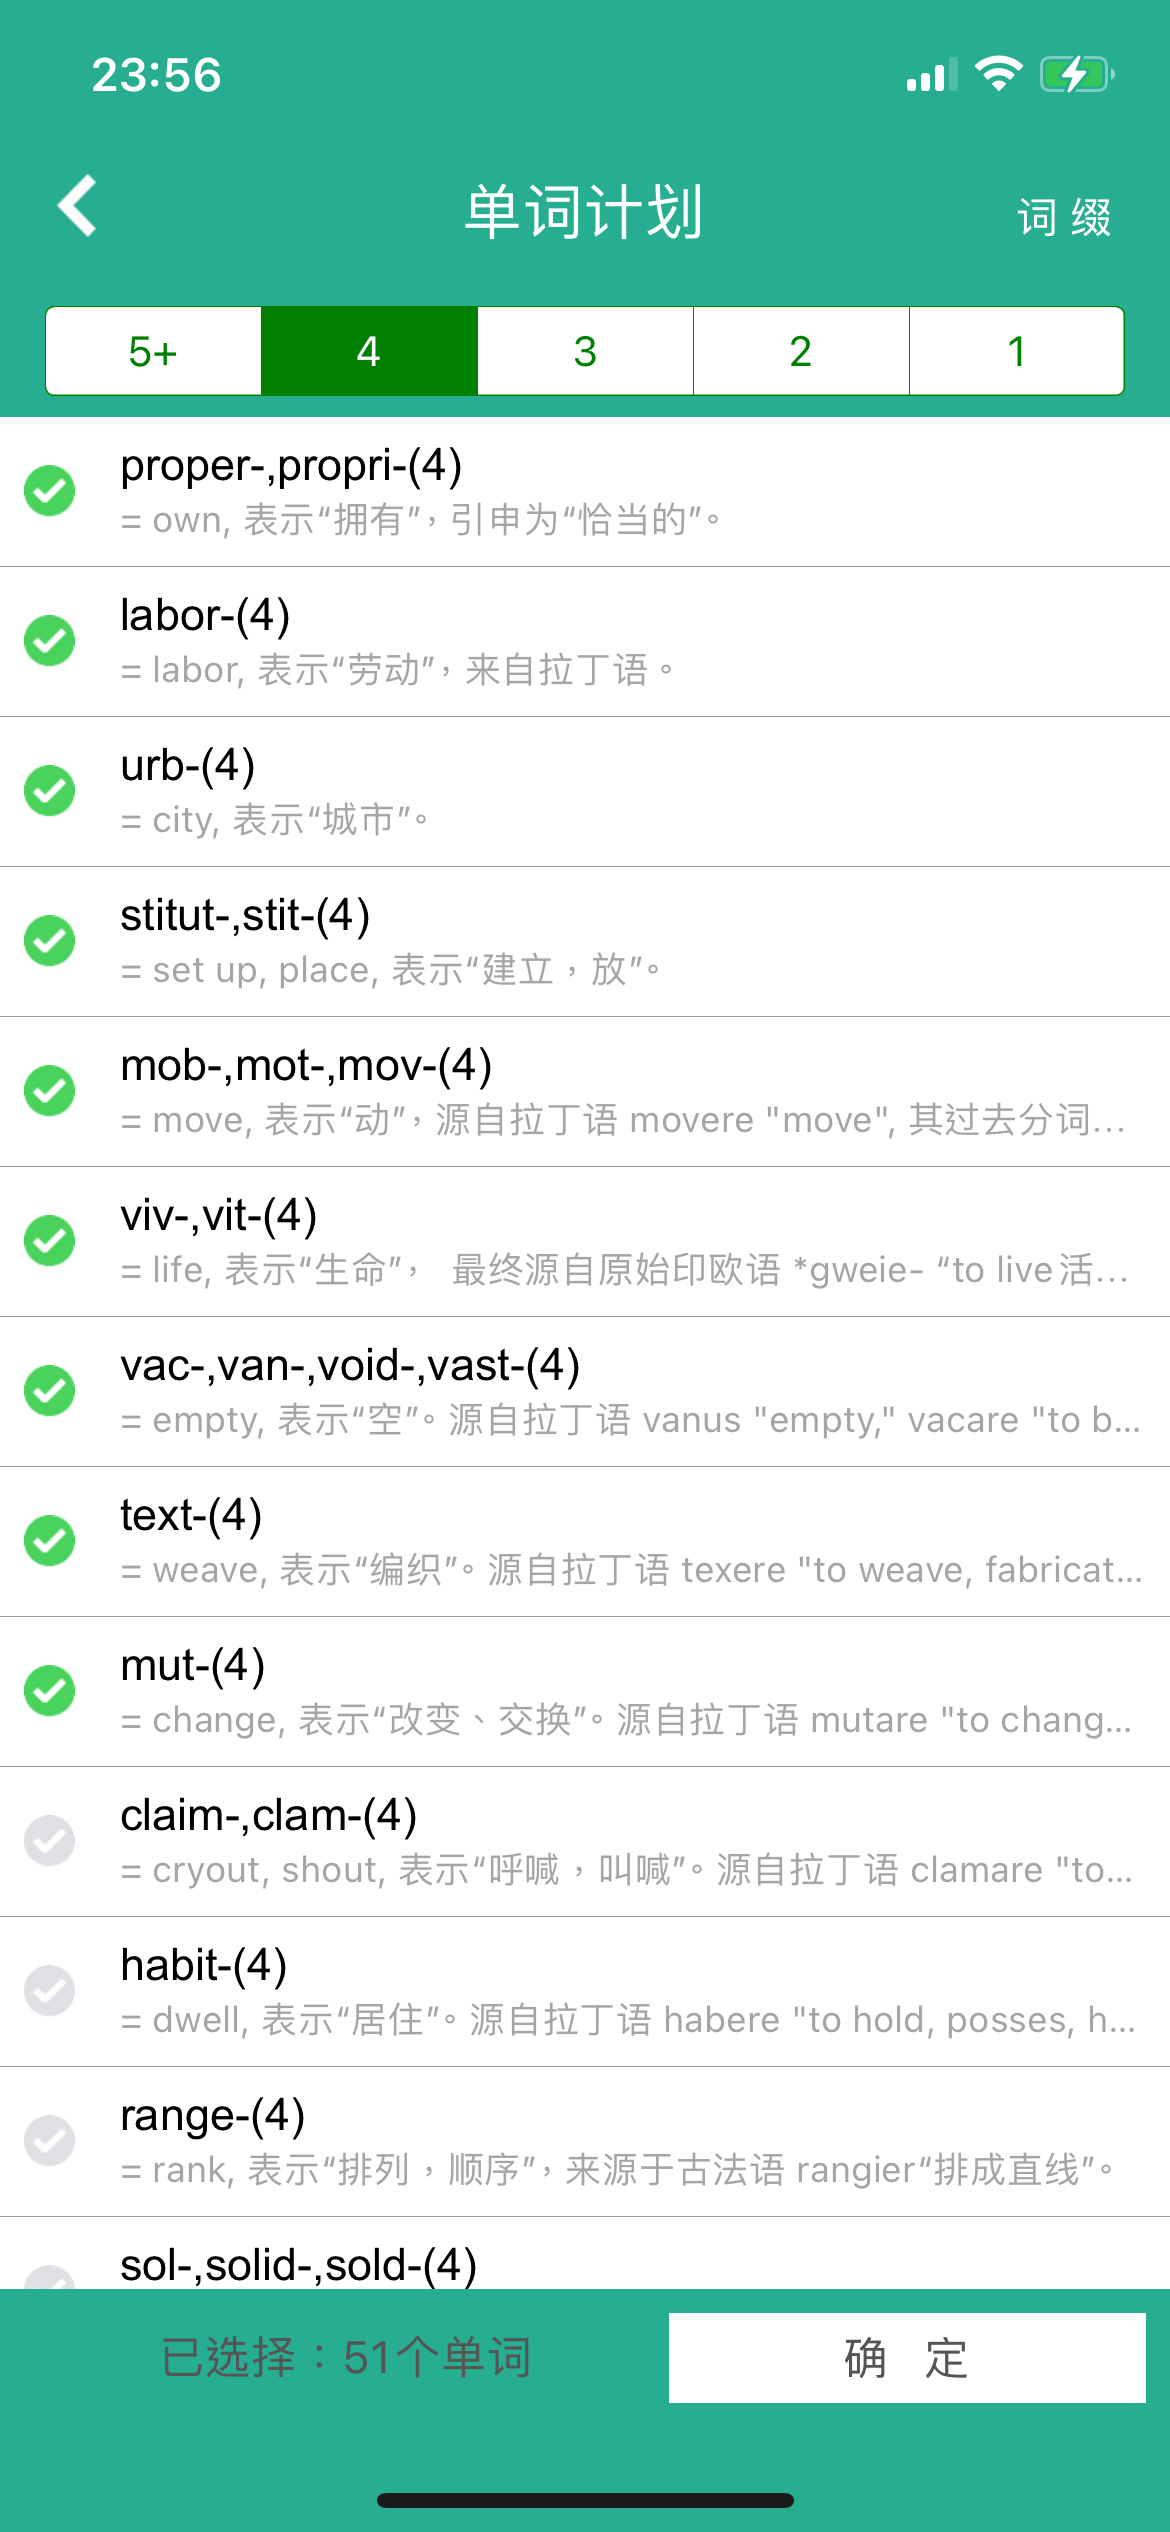 23:56
单词计划
词 缀
5+ 4 3 2 1
proper-,propri-(4)
= own, 表示“拥有”，引申为“恰当的”。
labor-(4)
= labor, 表示“劳动”，来自拉丁语。
urb-(4)
= city, 表示“城市”。
stitut-,stit-(4)
= set up, place, 表示“建立，放”。
mob-,mot-,mov-(4)
= move, 表示“动”，源自拉丁语 movere "move", 其过去分词...
viv-,vit-(4)
= life, 表示“生命”， 最终源自原始印欧语 *gweie- “to live活...
vac-,van-,void-,vast-(4)
= empty, 表示“空”。源自拉丁语 vanus "empty," vacare "to b...
text-(4)
= weave, 表示“编织”。源自拉丁语 texere "to weave, fabricat...
mut-(4)
= change, 表示“改变、交换”。源自拉丁语 mutare "to chang...
claim-,clam-(4)
= cryout, shout, 表示“呼喊，叫喊”。源自拉丁语 clamare "to...
habit-(4)
= dwell, 表示“居住”。源自拉丁语 habere "to hold, posses, h...
range-(4)
= rank, 表示“排列，顺序”，来源于古法语 rangier“排成直线”。
sol-,solid-,sold-(4)
已选择：51个单词
确 定